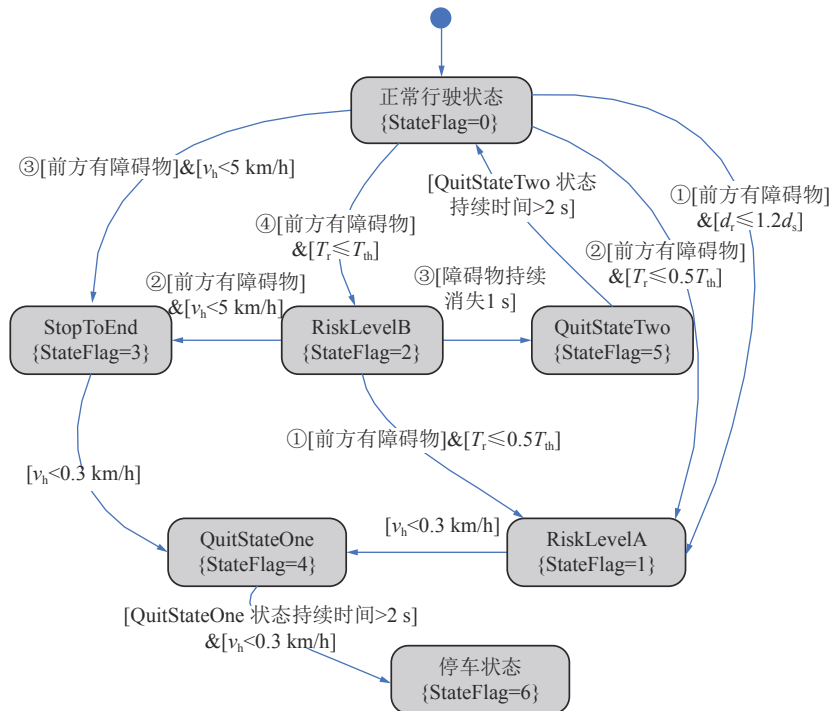 正常行驶状态
{StateFlag=0}
③[前方有障碍物]&[vₕ<5 km/h]
[QuitStateTwo 状态
持续时间>2 s]
①[前方有障碍物]
&[dᵣ≤1.2dₛ]
④[前方有障碍物]
&[Tᵣ≤Tₜₕ]
②[前方有障碍物]
&[Tᵣ≤0.5Tₜₕ]
②[前方有障碍物]
&[vₕ<5 km/h]
③[障碍物持续
消失1 s]
StopToEnd
{StateFlag=3}
RiskLevelB
{StateFlag=2}
QuitStateTwo
{StateFlag=5}
①[前方有障碍物]&[Tᵣ≤0.5Tₜₕ]
[vₕ<0.3 km/h]
[vₕ<0.3 km/h]
QuitStateOne
{StateFlag=4}
RiskLevelA
{StateFlag=1}
[QuitStateOne 状态持续时间>2 s]
&[vₕ<0.3 km/h]
停车状态
{StateFlag=6}